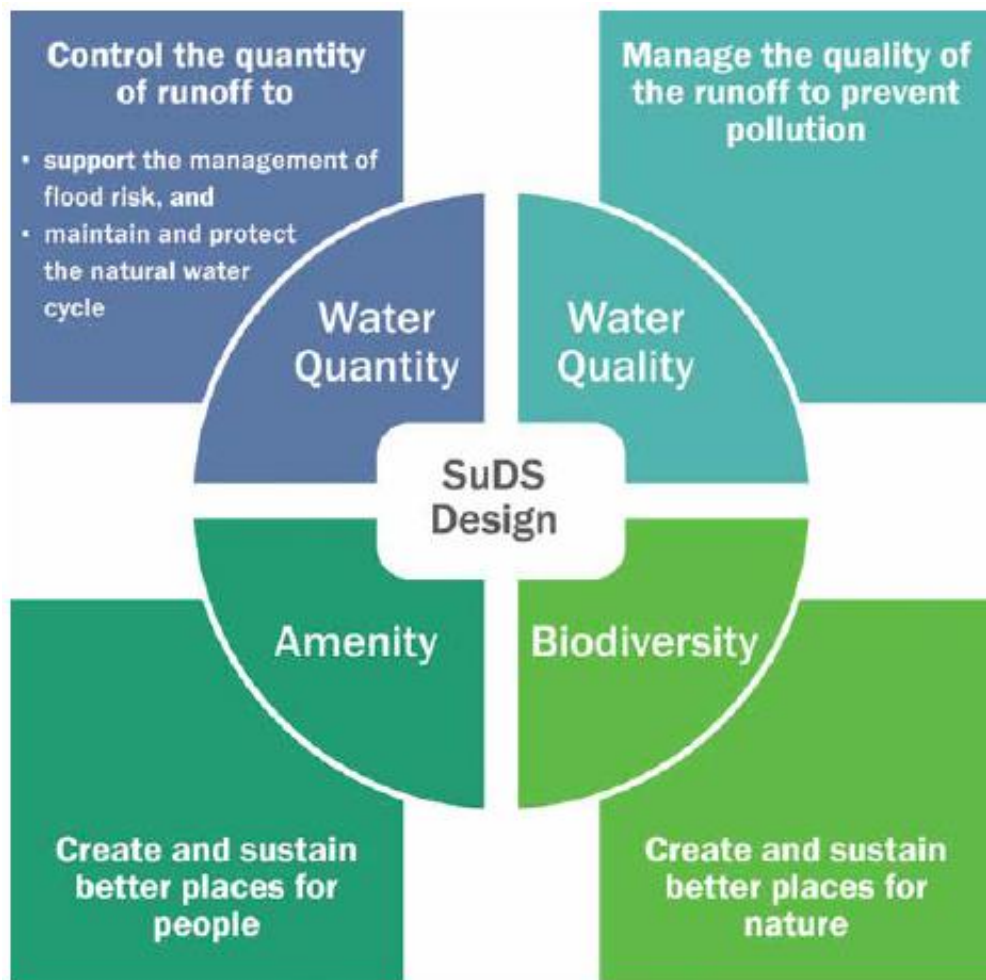 Control the quantity
of runoff to
• support the management of
flood risk, and
• maintain and protect
the natural water
cycle
Manage the quality of
the runoff to prevent
pollution
Water
Quantity
Water
Quality
SuDS
Design
Amenity
Biodiversity
Create and sustain
better places for
people
Create and sustain
better places for
nature